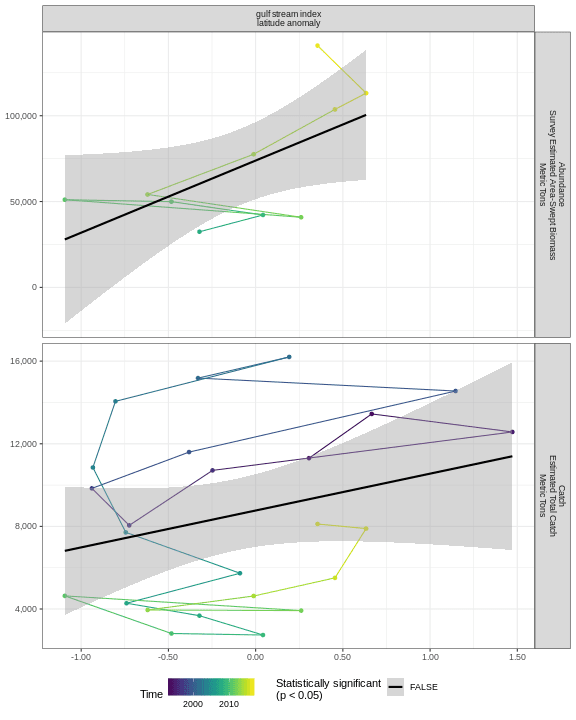 gulf stream index
latitude anomaly
100,000
50,000
0
Abundance
Survey Estimated Area-Swept Biomass
Metric Tons
16,000
12,000
8,000
4,000
Catch
Estimated Total Catch
Metric Tons
-1.00 -0.50 0.00 0.50 1.00 1.50
Time
2000 2010
Statistically significant
(p < 0.05)
FALSE